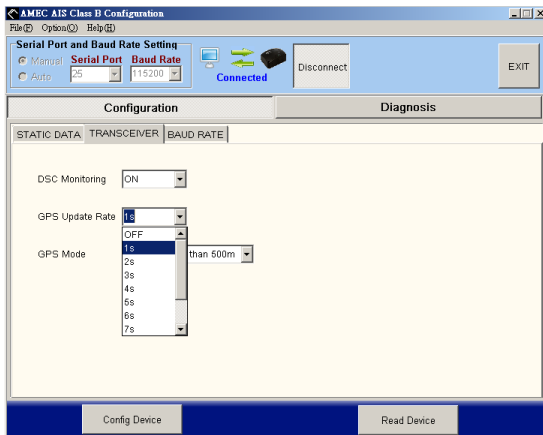 AMEC AIS Class B Configuration
File(F) Option(O) Help(H)
Serial Port and Baud Rate Setting
Manual Serial Port Baud Rate
Auto 25 115200
Connected
Disconnect
EXIT
Configuration Diagnosis
STATIC DATA TRANSCEIVER BAUD RATE
DSC Monitoring ON
GPS Update Rate 1s
OFF
1s
GPS Mode than 500m
2s
3s
4s
5s
6s
7s
Config Device Read Device